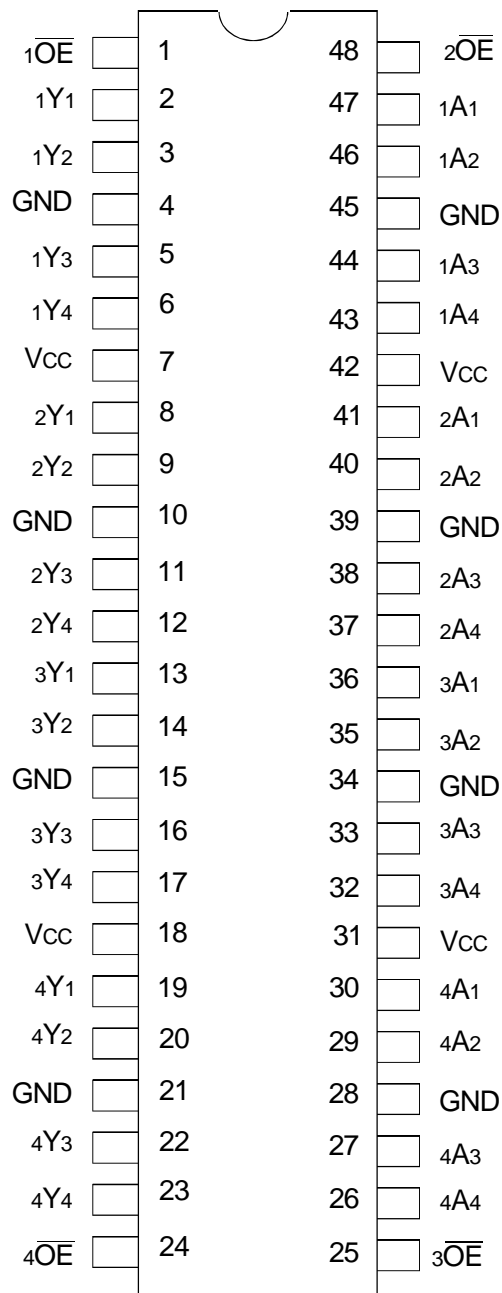 1O̅E̅ 1 48 2O̅E̅
1Y1 2 47 1A1
1Y2 3 46 1A2
GND 4 45 GND
1Y3 5 44 1A3
1Y4 6 43 1A4
VCC 7 42 VCC
2Y1 8 41 2A1
2Y2 9 40 2A2
GND 10 39 GND
2Y3 11 38 2A3
2Y4 12 37 2A4
3Y1 13 36 3A1
3Y2 14 35 3A2
GND 15 34 GND
3Y3 16 33 3A3
3Y4 17 32 3A4
VCC 18 31 VCC
4Y1 19 30 4A1
4Y2 20 29 4A2
GND 21 28 GND
4Y3 22 27 4A3
4Y4 23 26 4A4
4O̅E̅ 24 25 3O̅E̅